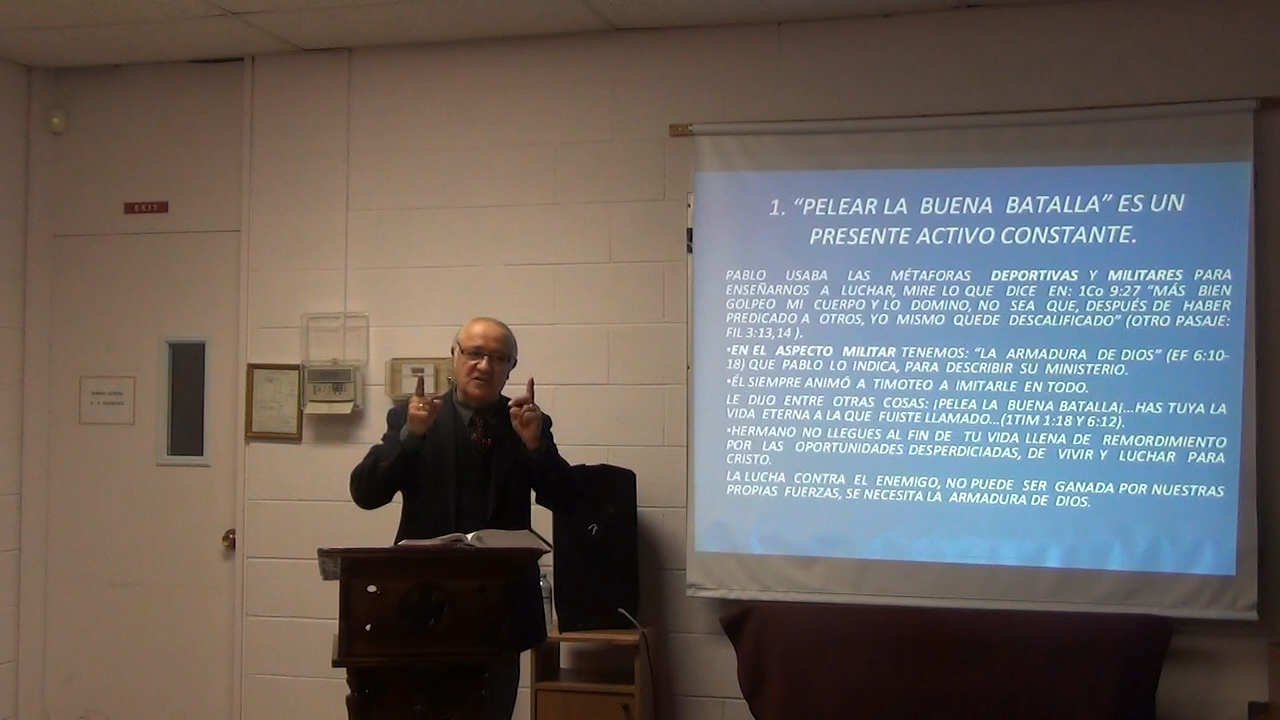 EXIT
1. “PELEAR LA BUENA BATALLA” ES UN
PRESENTE ACTIVO CONSTANTE.
PABLO USABA LAS MÉTAFORAS DEPORTIVAS Y MILITARES PARA
ENSEÑARNOS A LUCHAR, MIRE LO QUE DICE EN: 1Co 9:27 “MÁS BIEN
GOLPEO MI CUERPO Y LO DOMINO, NO SEA QUE, DESPUÉS DE HABER
PREDICADO A OTROS, YO MISMO QUEDE DESCALIFICADO” (OTRO PASAJE:
FIL 3:13,14 ).
•EN EL ASPECTO MILITAR TENEMOS: “LA ARMADURA DE DIOS” (EF 6:10-
18) QUE PABLO LO INDICA, PARA DESCRIBIR SU MINISTERIO.
•ÉL SIEMPRE ANIMÓ A TIMOTEO A IMITARLE EN TODO.
LE DIJO ENTRE OTRAS COSAS: ¡PELEA LA BUENA BATALLA¡...HAS TUYA LA
VIDA ETERNA A LA QUE FUISTE LLAMADO...(1TIM 1:18 Y 6:12).
•HERMANO NO LLEGUES AL FIN DE TU VIDA LLENA DE REMORDIMIENTO
POR LAS OPORTUNIDADES DESPERDICIADAS, DE VIVIR Y LUCHAR PARA
CRISTO.
LA LUCHA CONTRA EL ENEMIGO, NO PUEDE SER GANADA POR NUESTRAS
PROPIAS FUERZAS, SE NECESITA LA ARMADURA DE DIOS.